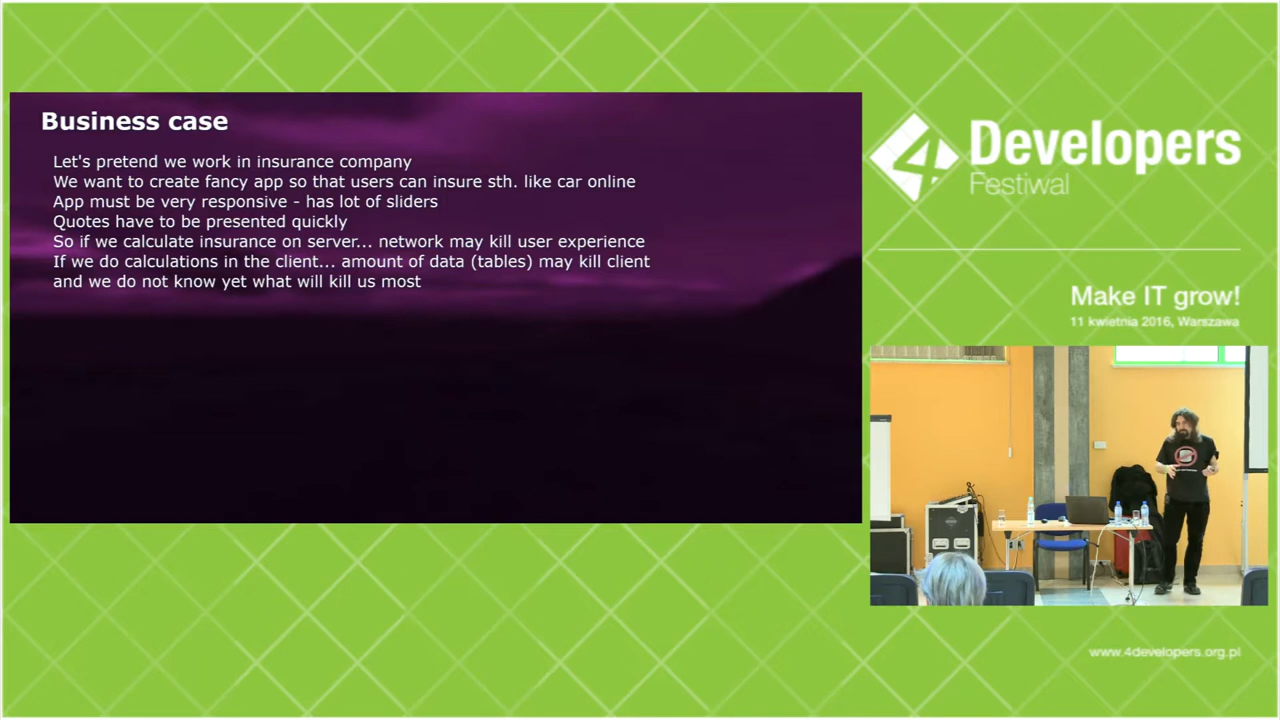 Business case
Let's pretend we work in insurance company
We want to create fancy app so that users can insure sth. like car online
App must be very responsive - has lot of sliders
Quotes have to be presented quickly
So if we calculate insurance on server... network may kill user experience
If we do calculations in the client... amount of data (tables) may kill client
and we do not know yet what will kill us most
4Developers
Festiwal
Make IT grow!
11 kwietnia 2016, Warszawa
www.4developers.org.pl